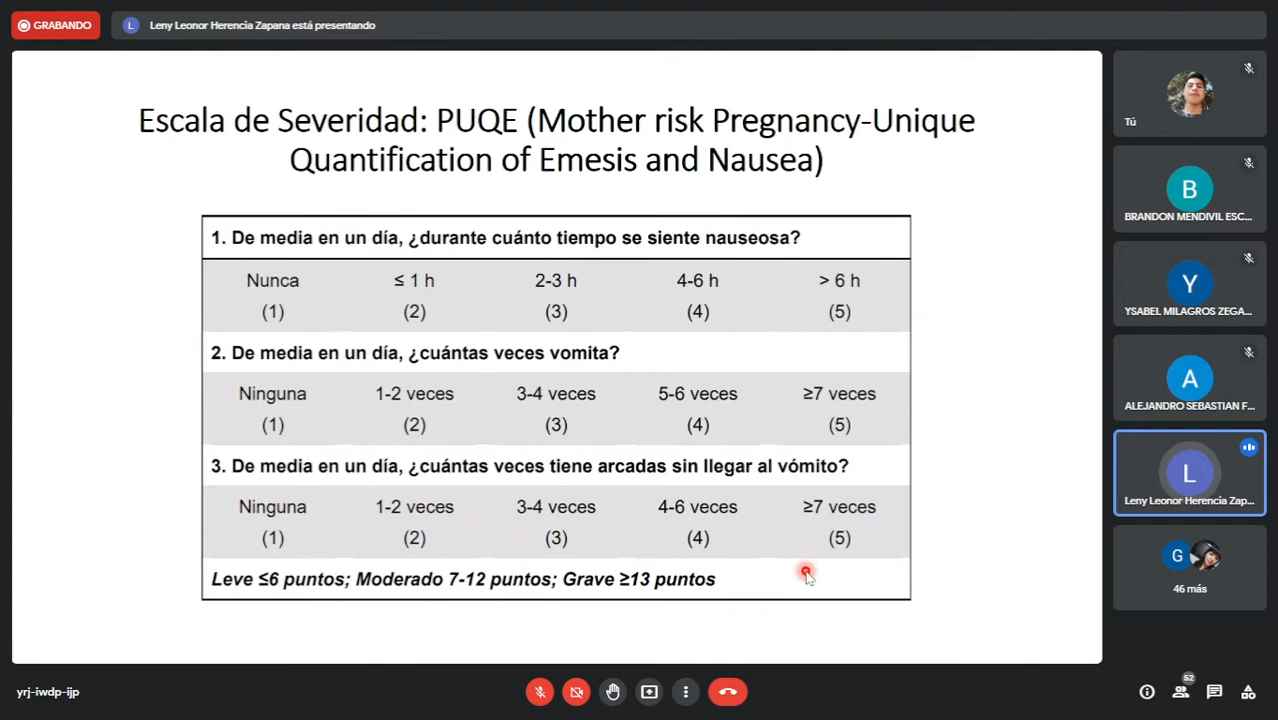 GRABANDO
L
Leny Leonor Herencia Zapana está presentando
Escala de Severidad: PUQE (Mother risk Pregnancy-Unique
Quantification of Emesis and Nausea)
1. De media en un día, ¿durante cuánto tiempo se siente nauseosa?
Nunca ≤ 1 h 2-3 h 4-6 h > 6 h
(1) (2) (3) (4) (5)
2. De media en un día, ¿cuántas veces vomita?
Ninguna 1-2 veces 3-4 veces 5-6 veces ≥7 veces
(1) (2) (3) (4) (5)
3. De media en un día, ¿cuántas veces tiene arcadas sin llegar al vómito?
Ninguna 1-2 veces 3-4 veces 4-6 veces ≥7 veces
(1) (2) (3) (4) (5)
Leve ≤6 puntos; Moderado 7-12 puntos; Grave ≥13 puntos
Tú
B
BRANDON MENDIVIL ESC...
Y
YSABEL MILAGROS ZEGA...
A
ALEJANDRO SEBASTIAN F...
L
Leny Leonor Herencia Zap...
G
46 más
yrj-iwdp-ijp
52